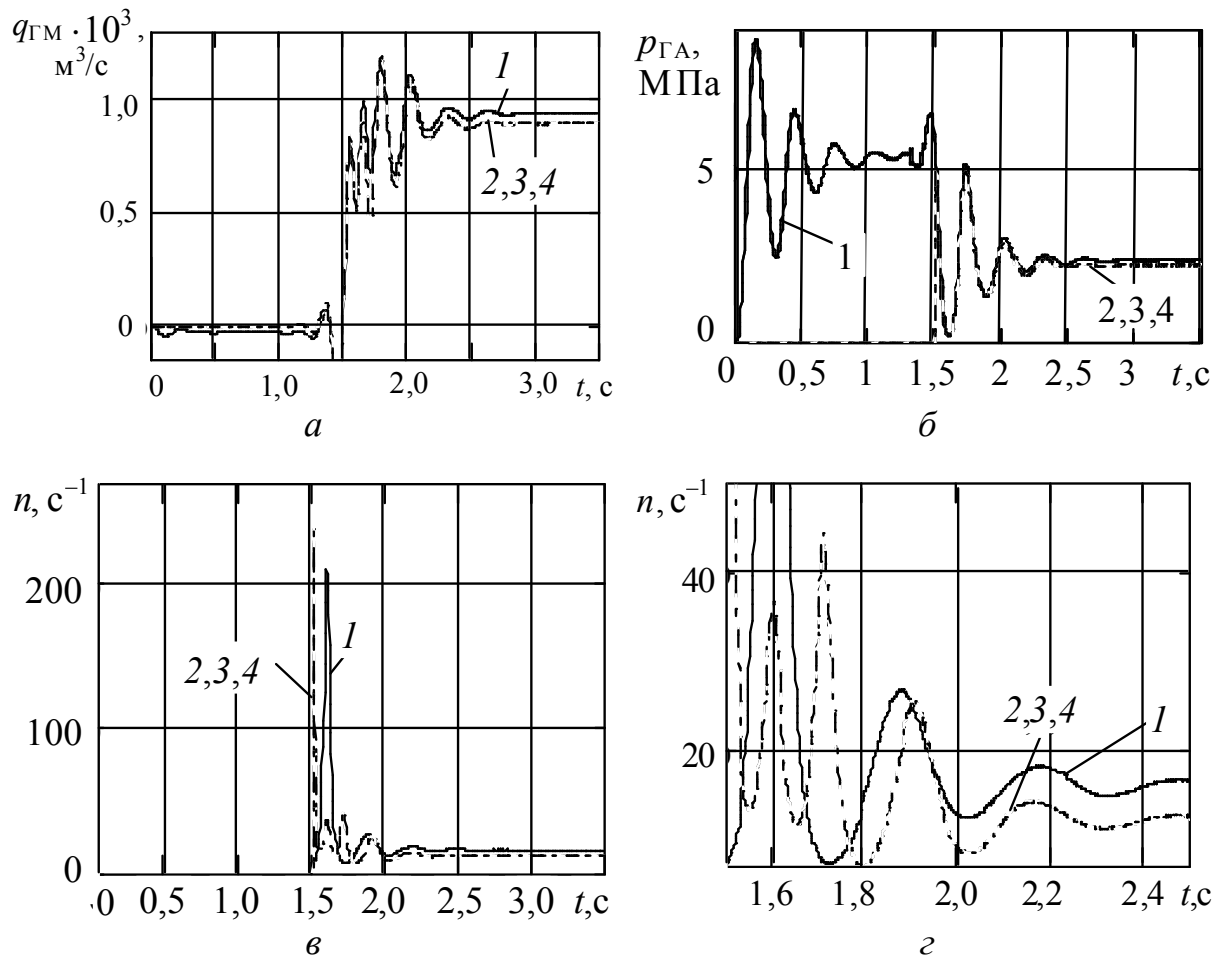 qГМ · 10³,
м³/с
1,0
0,5
0
1
2,3,4
0 1,0 2,0 3,0 t, с
а
pГА,
МПа
5
0
1
2,3,4
0 0,5 1 1,5 2 2,5 3 t,с
б
n, с⁻¹
200
100
0
2,3,4
1
0 0,5 1,0 1,5 2,0 2,5 3,0 t,с
в
n, с⁻¹
40
20
2,3,4
1
1,6 1,8 2,0 2,2 2,4 t,с
г